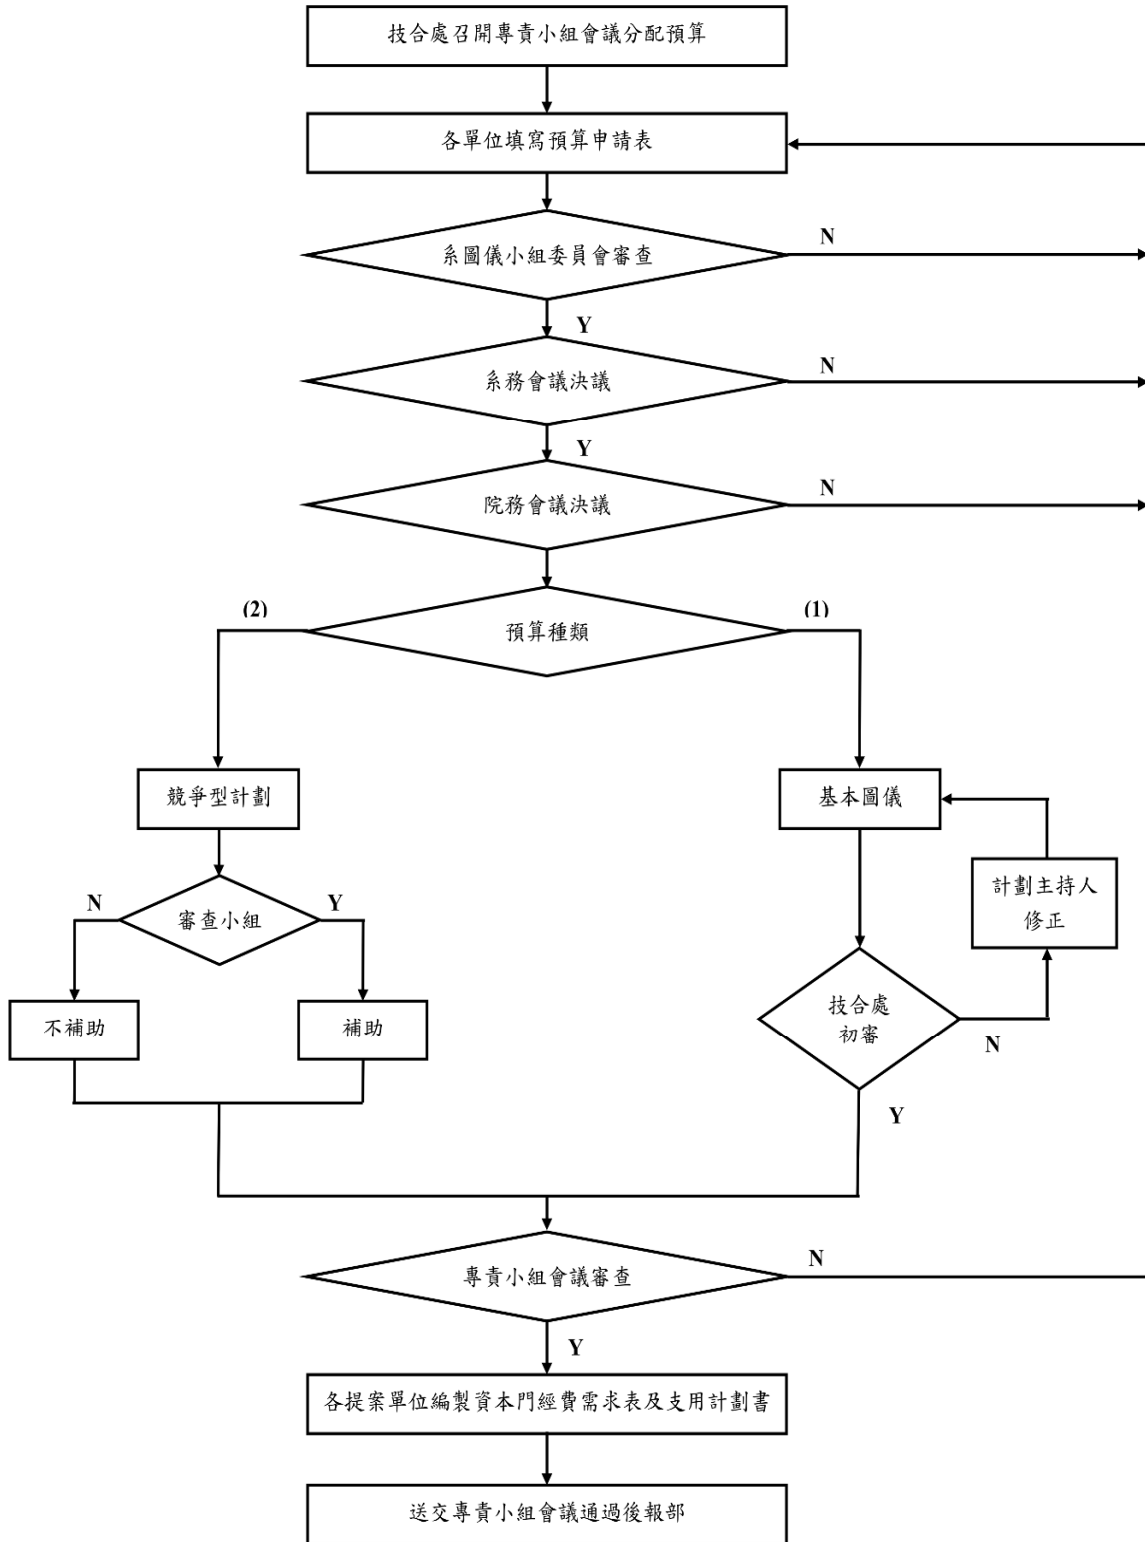 技合處召開專責小組會議分配預算
各單位填寫預算申請表
系圖儀小組委員會審查
N
Y
系務會議決議
N
Y
院務會議決議
N
(2)
預算種類
(1)
競爭型計劃
基本圖儀
計劃主持人
修正
N
審查小組
Y
不補助
補助
技合處
初審
N
Y
專責小組會議審查
N
Y
各提案單位編製資本門經費需求表及支用計劃書
送交專責小組會議通過後報部